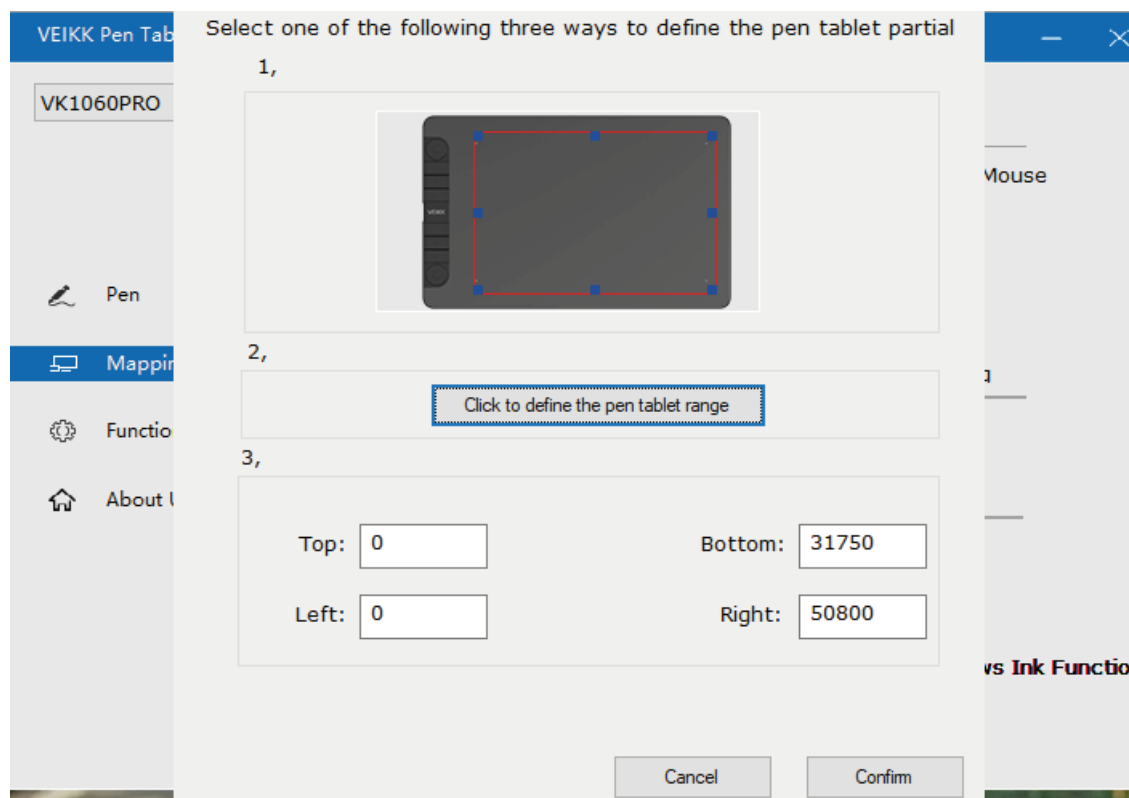 Select one of the following three ways to define the pen tablet partial
VEIKK Pen Tab
1,
VK1060PRO
VEIKK
Mouse
Pen
2,
Mappin
Click to define the pen tablet range
Functio
3,
About U
Top: 0
Bottom: 31750
Left: 0
Right: 50800
ws Ink Functio
Cancel
Confirm